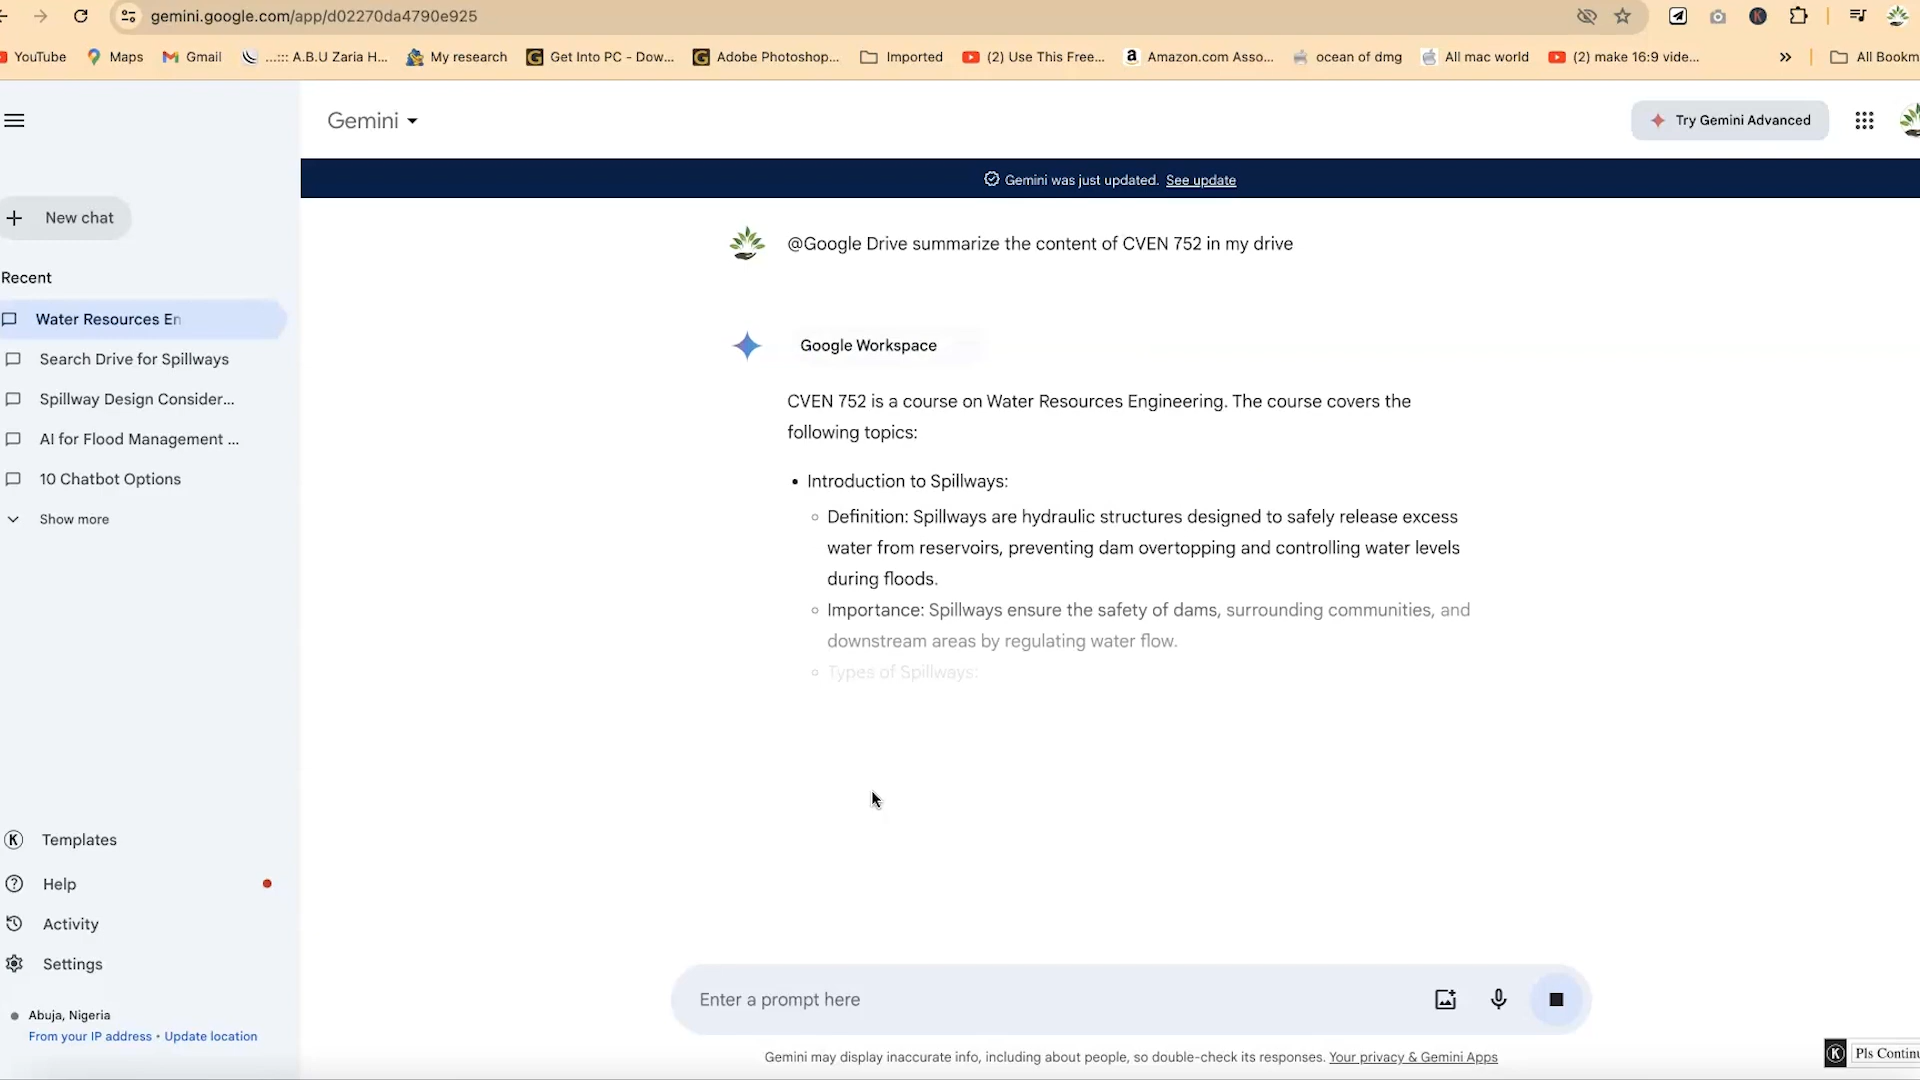 gemini.google.com/app/d02270da4790e925
YouTube
Maps
Gmail
...::: A.B.U Zaria H...
My research
Get Into PC - Dow...
Adobe Photoshop...
Imported
(2) Use This Free...
Amazon.com Asso...
ocean of dmg
All mac world
(2) make 16:9 vide...
»
All Bookm
Gemini
Try Gemini Advanced
Gemini was just updated. See update
New chat
Recent
Water Resources En
Search Drive for Spillways
Spillway Design Consider...
AI for Flood Management ...
10 Chatbot Options
Show more
@Google Drive summarize the content of CVEN 752 in my drive
Google Workspace
CVEN 752 is a course on Water Resources Engineering. The course covers the
following topics:
• Introduction to Spillways:
◦ Definition: Spillways are hydraulic structures designed to safely release excess
water from reservoirs, preventing dam overtopping and controlling water levels
during floods.
◦ Importance: Spillways ensure the safety of dams, surrounding communities, and
downstream areas by regulating water flow.
◦ Types of Spillways:
K Templates
Help
Activity
Settings
Abuja, Nigeria
From your IP address • Update location
Enter a prompt here
Gemini may display inaccurate info, including about people, so double-check its responses. Your privacy & Gemini Apps
K Pls Continu